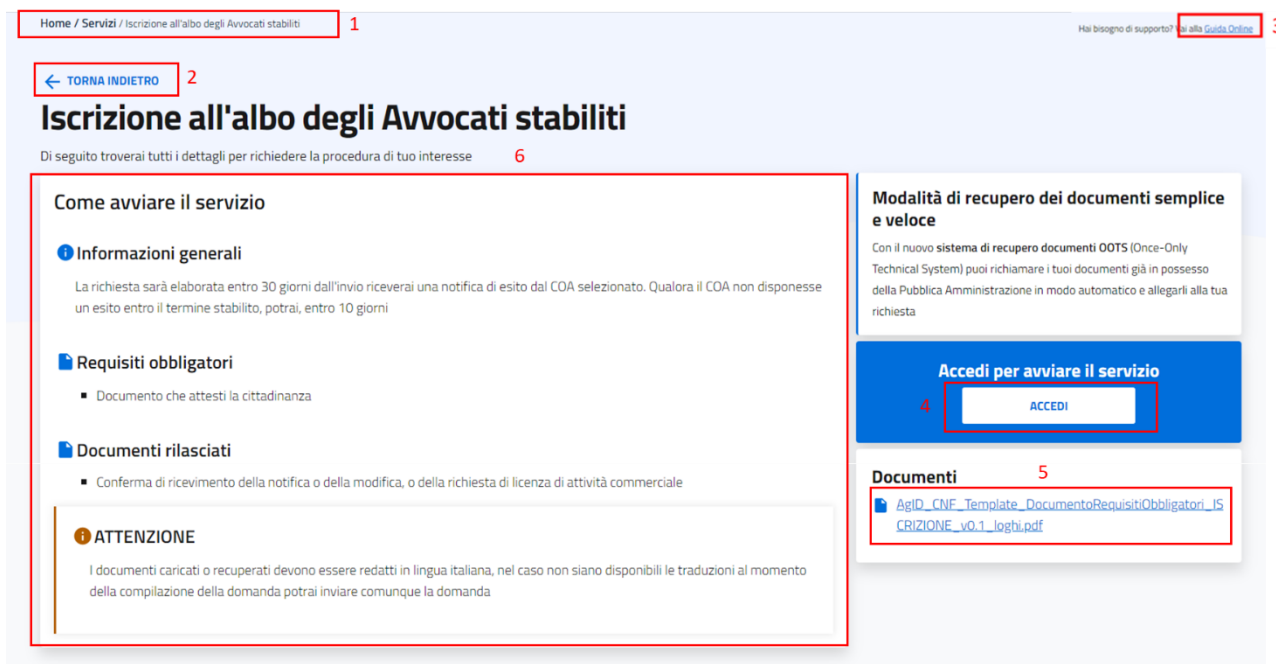 Home / Servizi / Iscrizione all'albo degli Avvocati stabiliti
1
Hai bisogno di supporto? Vai alla Guida Online
3
TORNA INDIETRO
2
Iscrizione all'albo degli Avvocati stabiliti
Di seguito troverai tutti i dettagli per richiedere la procedura di tuo interesse
6
Come avviare il servizio
Informazioni generali
La richiesta sarà elaborata entro 30 giorni dall'invio riceverai una notifica di esito dal COA selezionato. Qualora il COA non disponesse
un esito entro il termine stabilito, potrai, entro 10 giorni
Requisiti obbligatori
Documento che attesti la cittadinanza
Documenti rilasciati
Conferma di ricevimento della notifica o della modifica, o della richiesta di licenza di attività commerciale
ATTENZIONE
I documenti caricati o recuperati devono essere redatti in lingua italiana, nel caso non siano disponibili le traduzioni al momento
della compilazione della domanda potrai inviare comunque la domanda
Modalità di recupero dei documenti semplice
e veloce
Con il nuovo sistema di recupero documenti OOTS (Once-Only
Technical System) puoi richiamare i tuoi documenti già in possesso
della Pubblica Amministrazione in modo automatico e allegarli alla tua
richiesta
Accedi per avviare il servizio
4
ACCEDI
Documenti
5
AgID_CNF_Template_DocumentoRequisitiObbligatori_IS
CRIZIONE_v0.1_loghi.pdf